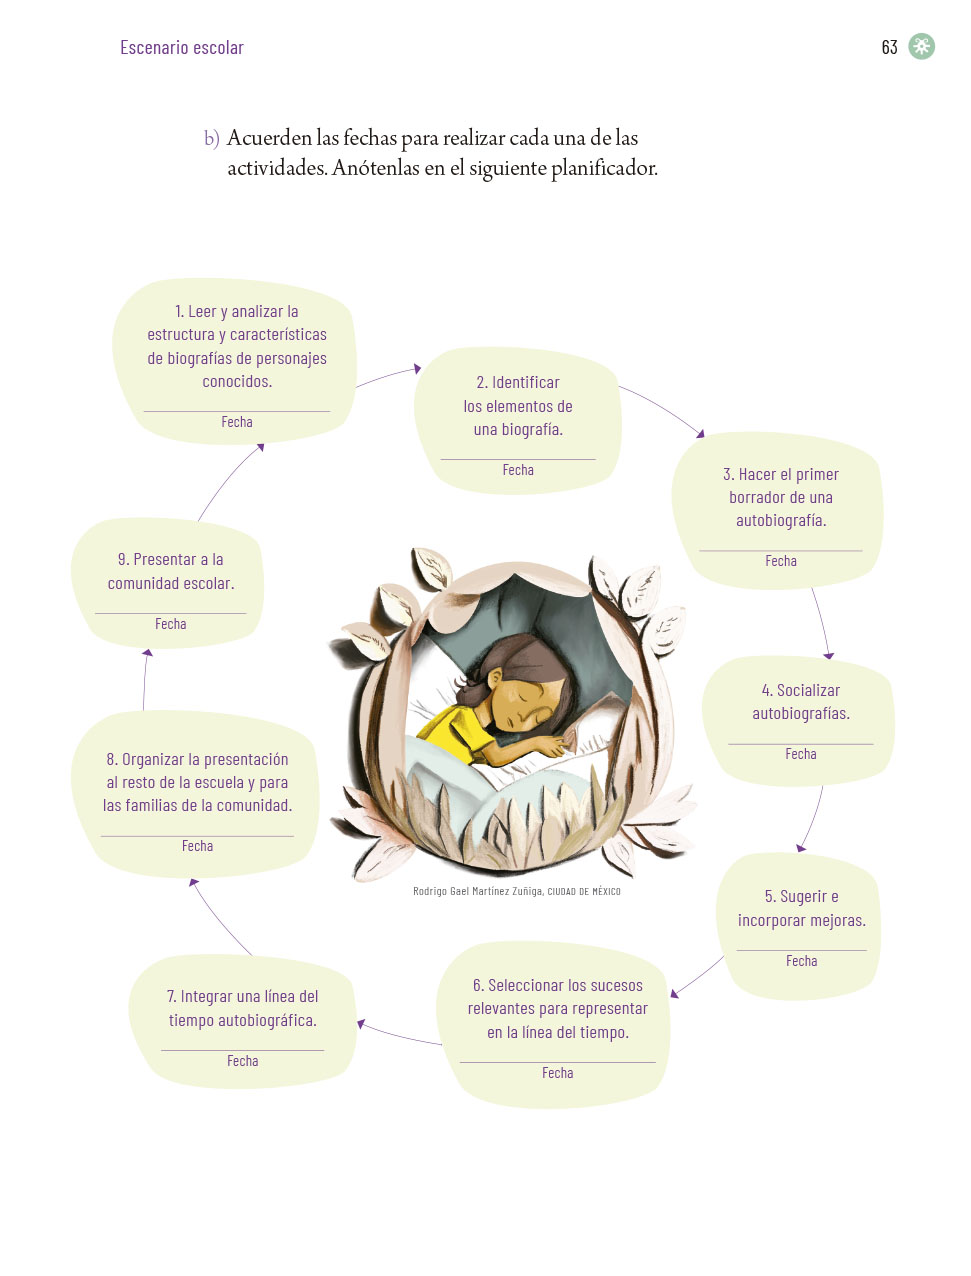 Escenario escolar
63
b) Acuerden las fechas para realizar cada una de las
actividades. Anótenlas en el siguiente planificador.
1. Leer y analizar la
estructura y características
de biografías de personajes
conocidos.
Fecha
2. Identificar
los elementos de
una biografía.
Fecha
3. Hacer el primer
borrador de una
autobiografía.
Fecha
4. Socializar
autobiografías.
Fecha
5. Sugerir e
incorporar mejoras.
Fecha
6. Seleccionar los sucesos
relevantes para representar
en la línea del tiempo.
Fecha
7. Integrar una línea del
tiempo autobiográfica.
Fecha
8. Organizar la presentación
al resto de la escuela y para
las familias de la comunidad.
Fecha
9. Presentar a la
comunidad escolar.
Fecha
Rodrigo Gael Martínez Zuñiga, CIUDAD DE MÉXICO